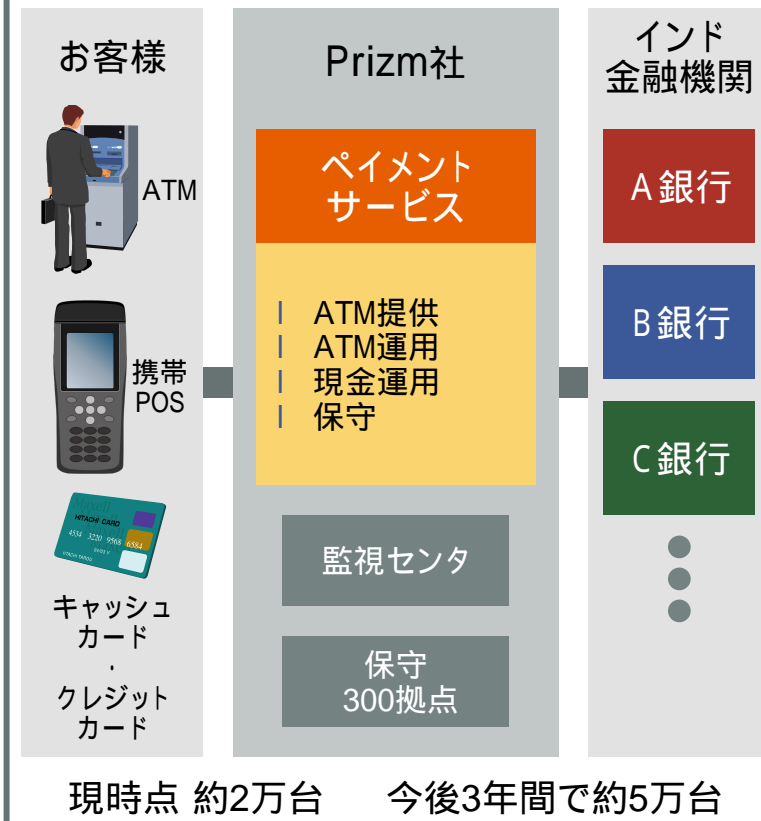 お客様
ATM
携帯
POS
HITACHI CARD
4534 3220 9568 6584
キャッシュ
カード
・
クレジット
カード
Prizm社
ペイメント
サービス
ATM提供
ATM運用
現金運用
保守
監視センタ
保守
300拠点
インド
金融機関
A銀行
B銀行
C銀行
現時点 約2万台 今後3年間で約5万台